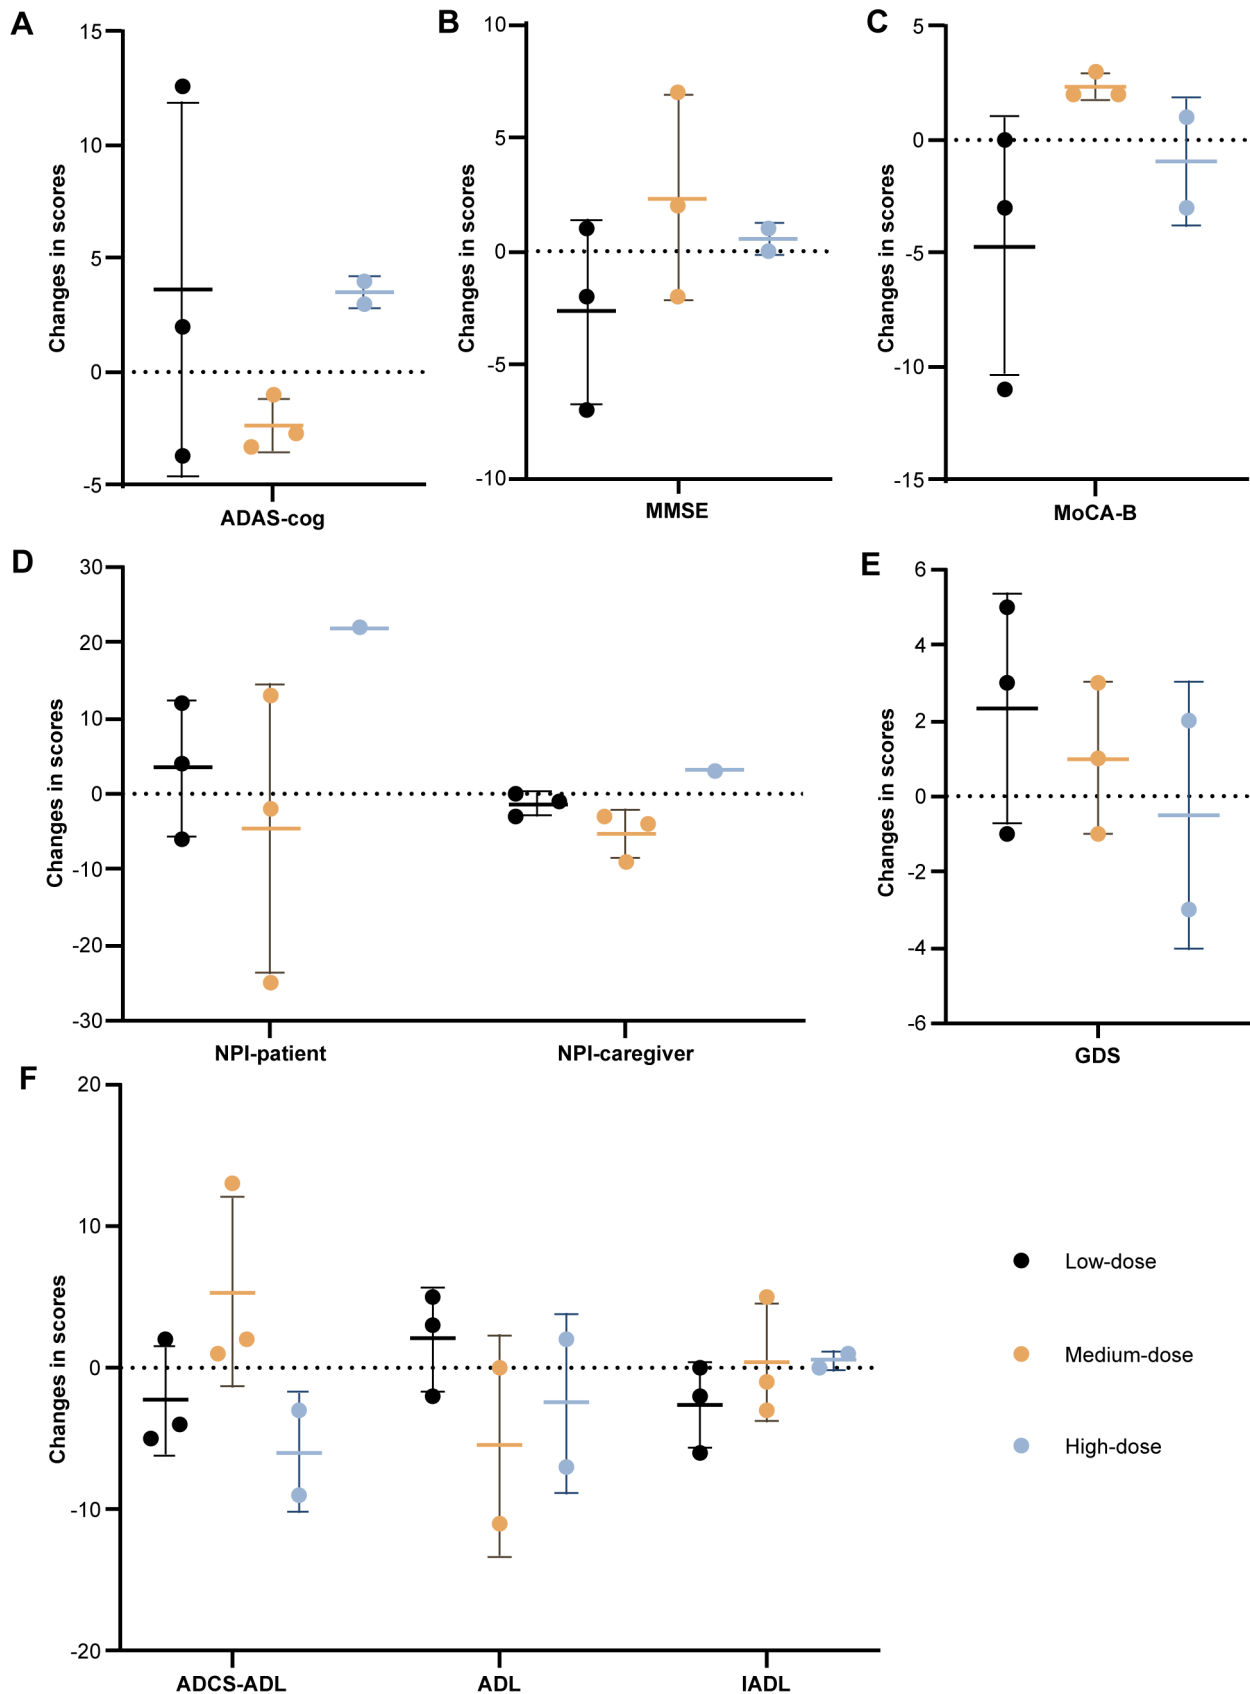 A
Changes in scores
15
10
5
0
-5
ADAS-cog
B
Changes in scores
10
5
0
-5
-10
MMSE
C
Changes in scores
5
0
-5
-10
-15
MoCA-B
D
Changes in scores
30
20
10
0
-10
-20
-30
NPI-patient
NPI-caregiver
E
Changes in scores
6
4
2
0
-2
-4
-6
GDS
F
Changes in scores
20
10
0
-10
-20
ADCS-ADL
ADL
IADL
Low-dose
Medium-dose
High-dose